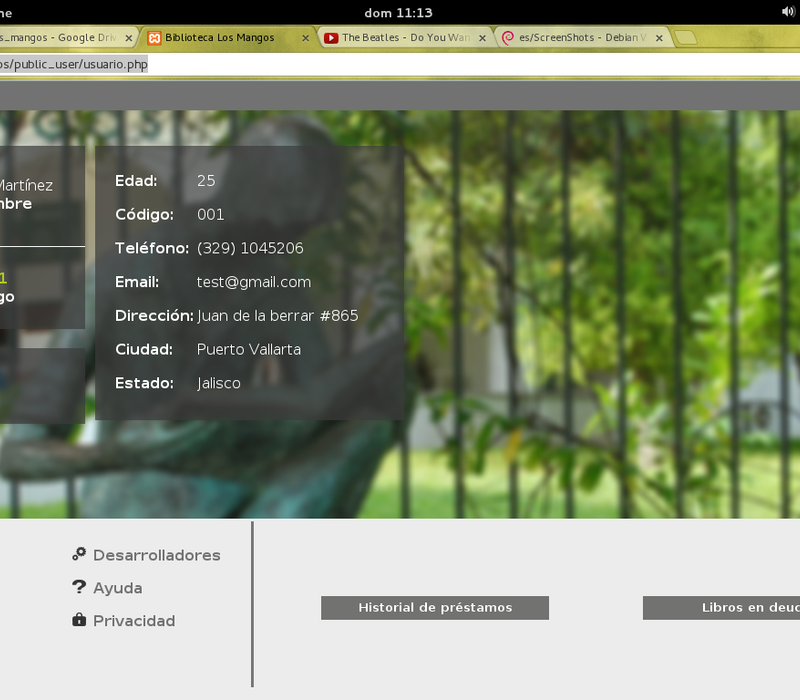 ne
dom 11:13
s_mangos - Google Driv
Biblioteca Los Mangos
The Beatles - Do You Wan
es/ScreenShots - Debian W
os/public_user/usuario.php
Martínez
mbre
1
go
Edad: 25
Código: 001
Teléfono: (329) 1045206
Email: test@gmail.com
Dirección: Juan de la berrar #865
Ciudad: Puerto Vallarta
Estado: Jalisco
Desarrolladores
? Ayuda
Privacidad
Historial de préstamos
Libros en deud